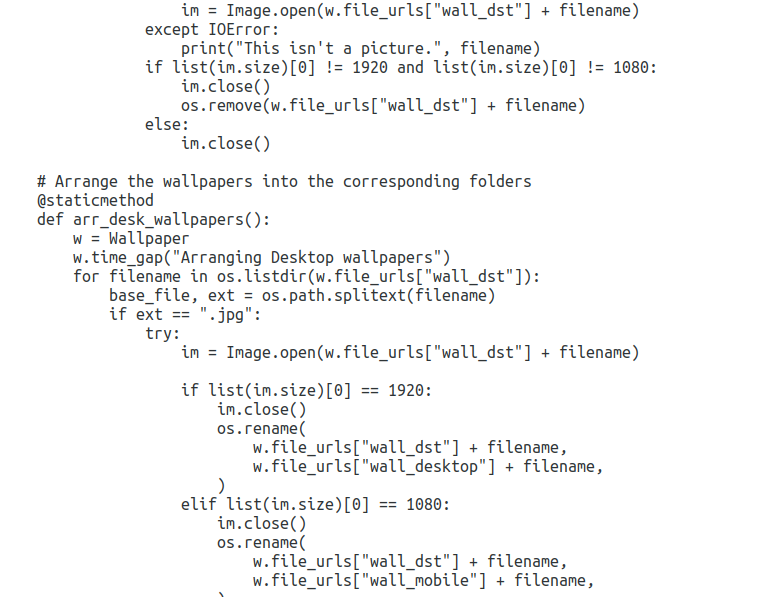 im = Image.open(w.file_urls["wall_dst"] + filename)
            except IOError:
                print("This isn't a picture.", filename)
            if list(im.size)[0] != 1920 and list(im.size)[0] != 1080:
                im.close()
                os.remove(w.file_urls["wall_dst"] + filename)
            else:
                im.close()

# Arrange the wallpapers into the corresponding folders
@staticmethod
def arr_desk_wallpapers():
    w = Wallpaper
    w.time_gap("Arranging Desktop wallpapers")
    for filename in os.listdir(w.file_urls["wall_dst"]):
        base_file, ext = os.path.splitext(filename)
        if ext == ".jpg":
            try:
                im = Image.open(w.file_urls["wall_dst"] + filename)

                if list(im.size)[0] == 1920:
                    im.close()
                    os.rename(
                        w.file_urls["wall_dst"] + filename,
                        w.file_urls["wall_desktop"] + filename,
                    )
                elif list(im.size)[0] == 1080:
                    im.close()
                    os.rename(
                        w.file_urls["wall_dst"] + filename,
                        w.file_urls["wall_mobile"] + filename,